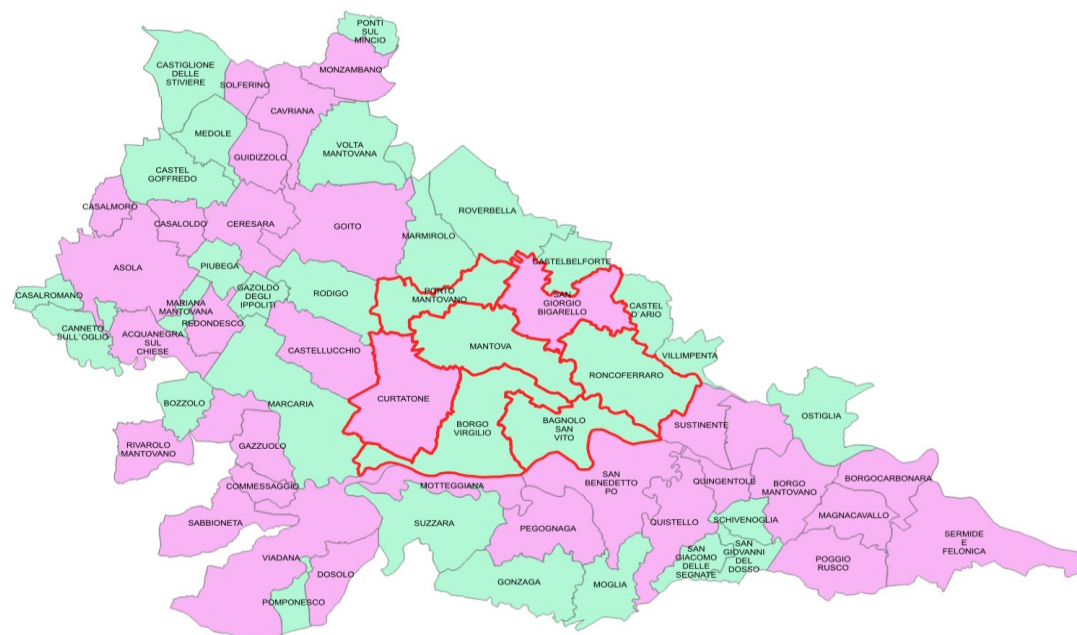 PONTI
SUL
MINCIO
CASTIGLIONE
DELLE
STIVIERE
MONZAMBANO
SOLFERINO
CAVRIANA
MEDOLE
VOLTA
MANTOVANA
GUIDIZZOLO
CASTEL
GOFFREDO
CASALMORO
CASALOLDO
CERESARA
GOITO
ROVERBELLA
MARMIROLO
ASOLA
PIUBEGA
CASTELBELFORTE
CASALROMANO
MARIANA
MANTOVANA
GAZOLDO
DEGLI
IPPOLITI
RODIGO
PORTO
MANTOVANO
SAN
GIORGIO
BIGARELLO
CASTEL
D'ARIO
CANNETO
SULL'OGLIO
ACQUANEGRA
SUL
CHIESE
REDONDESCO
CASTELLUCCHIO
MANTOVA
VILLIMPENTA
RONCOFERRARO
BOZZOLO
MARCARIA
CURTATONE
BORGO
VIRGILIO
BAGNOLO
SAN
VITO
OSTIGLIA
SUSTINENTE
RIVAROLO
MANTOVANO
GAZZUOLO
COMMESSAGGIO
MOTTEGGIANA
SAN
BENEDETTO
PO
QUINGENTOLE
BORGO
MANTOVANO
BORGOCARBONARA
SABBIONETA
SUZZARA
PEGOGNAGA
QUISTELLO
SCHIVENOGLIA
MAGNACAVALLO
SERMIDE
E
FELONICA
VIADANA
DOSOLO
SAN
GIACOMO
DELLE
SEGNATE
SAN
GIOVANNI
DEL
DOSSO
POGGIO
RUSCO
POMPONESCO
GONZAGA
MOGLIA